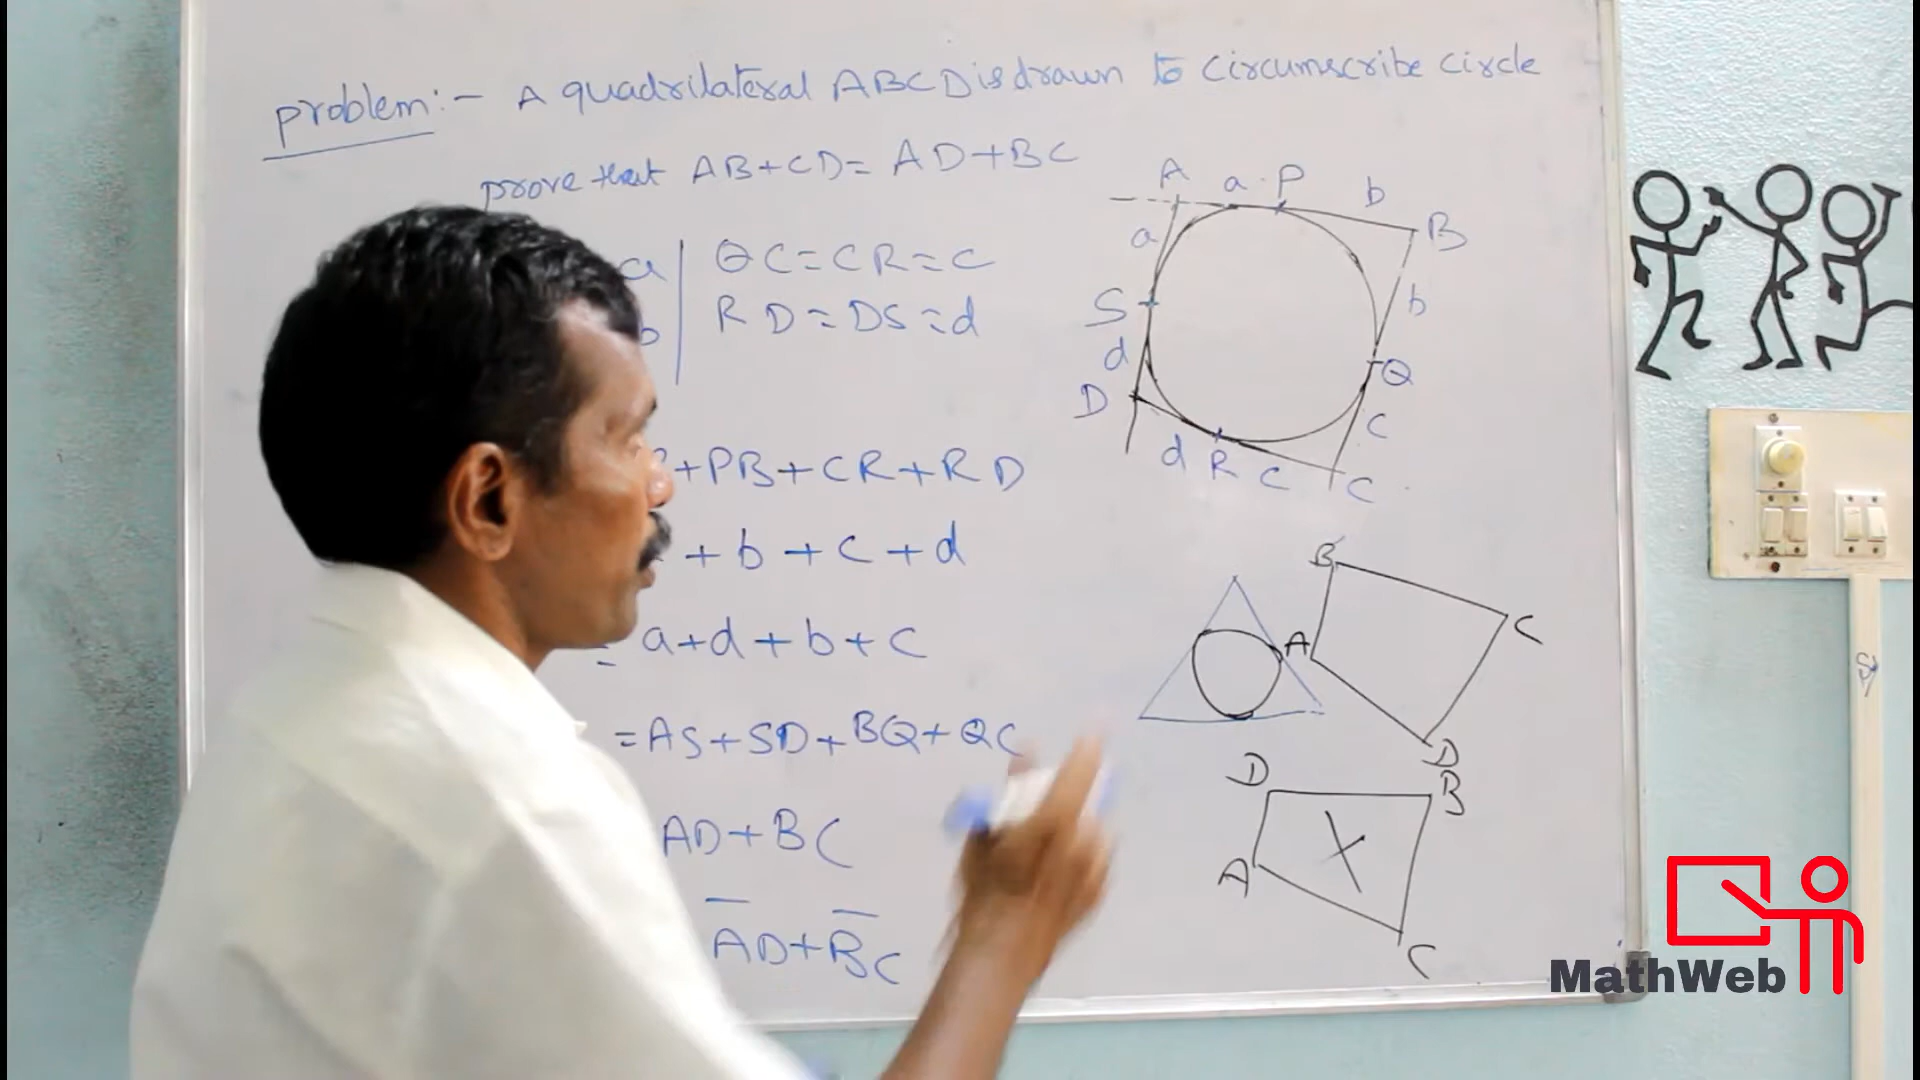 problem:- A quadrilateral ABCD is drawn to circumscribe circle
prove that AB+CD= AD+BC
a | QC=CR=C
b | RD=DS=d
+PB+CR+RD
+b+c+d
= a+d+b+c
=AS+SD+BQ+QC
AD+BC
AD+BC
A a P b B
a
S b
d Q
D C
d R C C
B
A C
D
D B
X
A
C
MathWeb